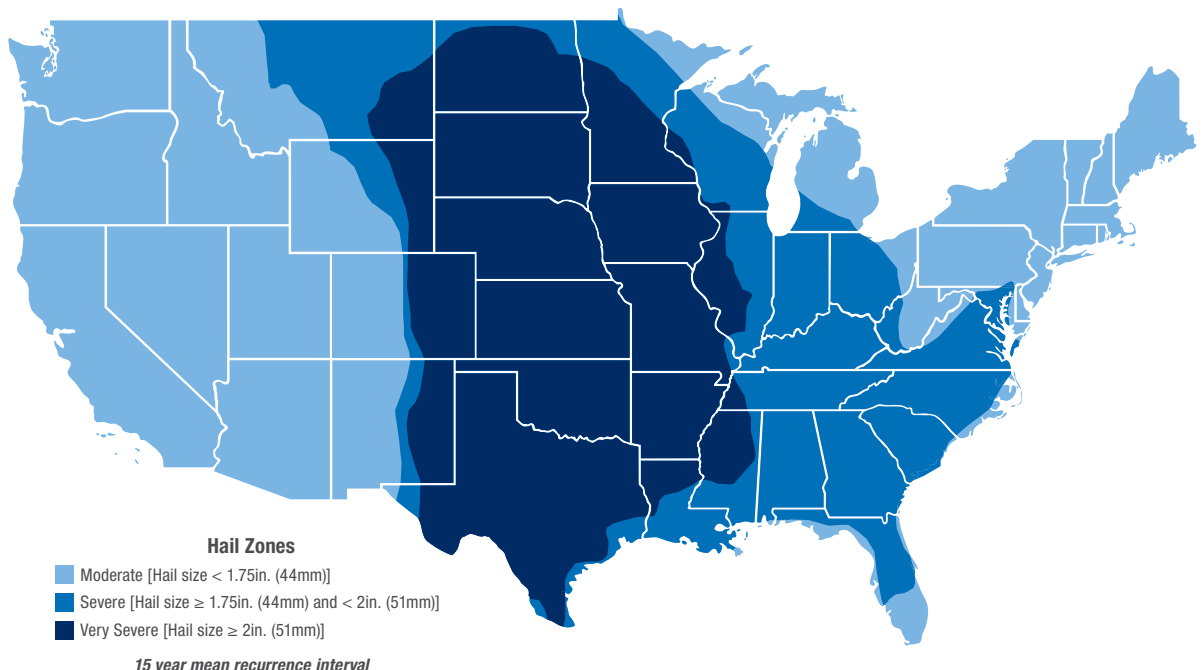 Hail Zones
Moderate [Hail size < 1.75in. (44mm)]
Severe [Hail size ≥ 1.75in. (44mm) and < 2in. (51mm)]
Very Severe [Hail size ≥ 2in. (51mm)]
15 year mean recurrence interval